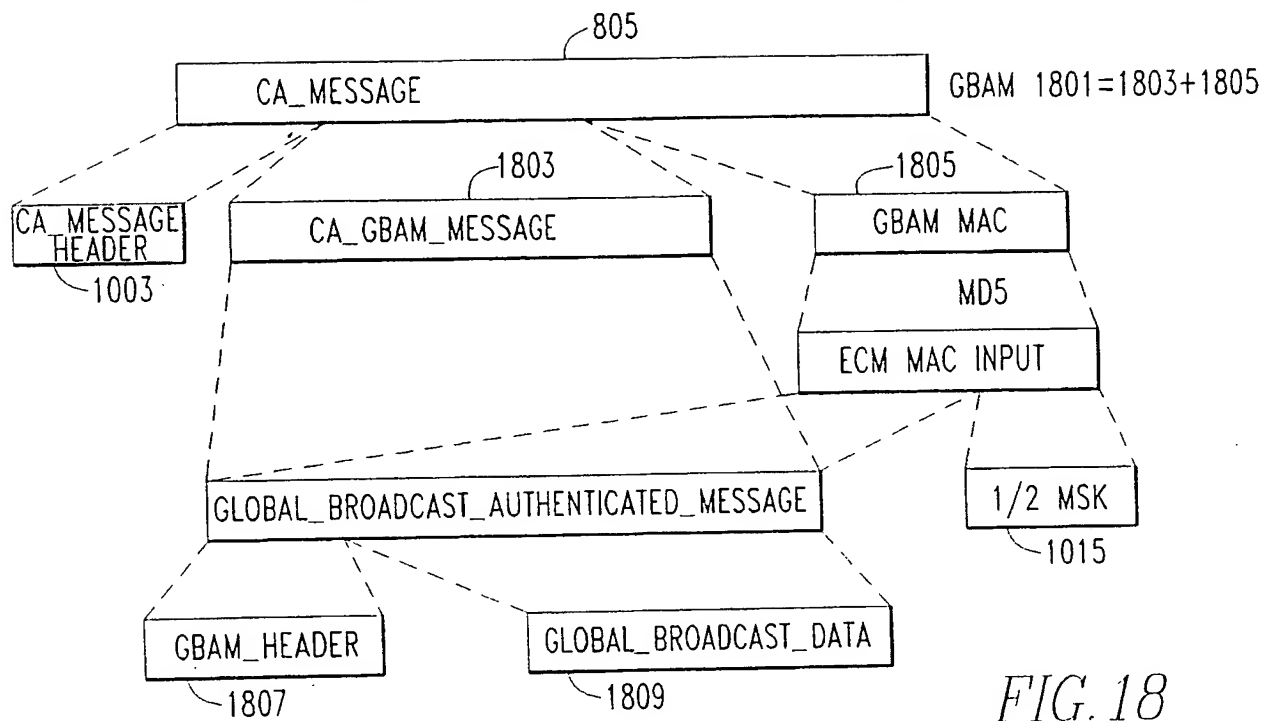 805
CA_MESSAGE
GBAM 1801=1803+1805
1803
1805
CA_MESSAGE
HEADER
CA_GBAM_MESSAGE
GBAM MAC
1003
MD5
ECM MAC INPUT
GLOBAL_BROADCAST_AUTHENTICATED_MESSAGE
1/2 MSK
1015
GBAM_HEADER
GLOBAL_BROADCAST_DATA
1807
1809
FIG. 18